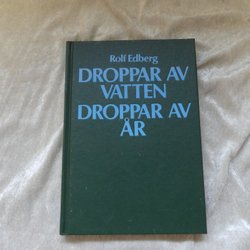 Rolf Edberg
DROPPAR AV
VATTEN
DROPPAR AV
ÅR